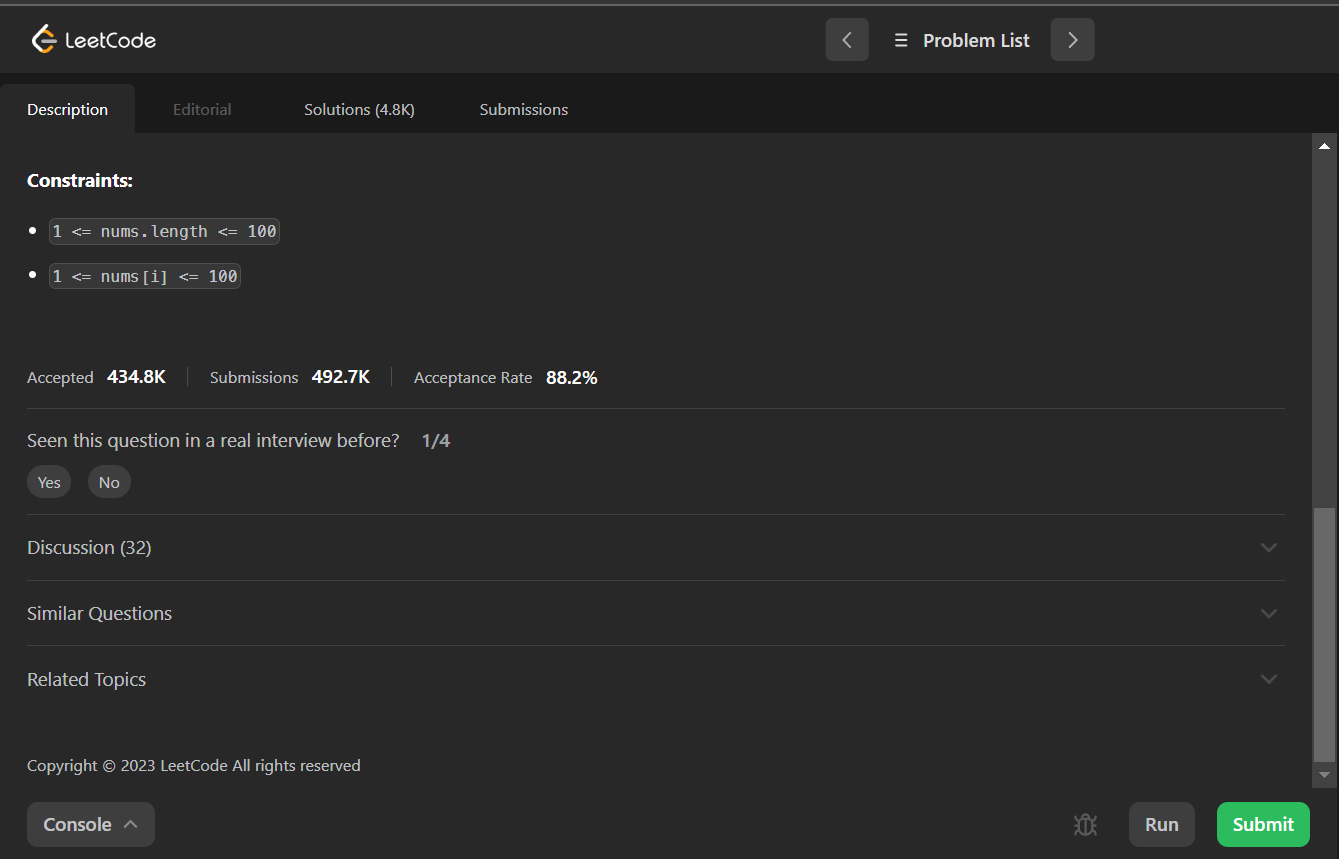 LeetCode
Problem List
Description Editorial Solutions (4.8K) Submissions
Constraints:
1 <= nums.length <= 100
1 <= nums[i] <= 100
Accepted 434.8K Submissions 492.7K Acceptance Rate 88.2%
Seen this question in a real interview before? 1/4
Yes No
Discussion (32)
Similar Questions
Related Topics
Copyright © 2023 LeetCode All rights reserved
Console Run Submit